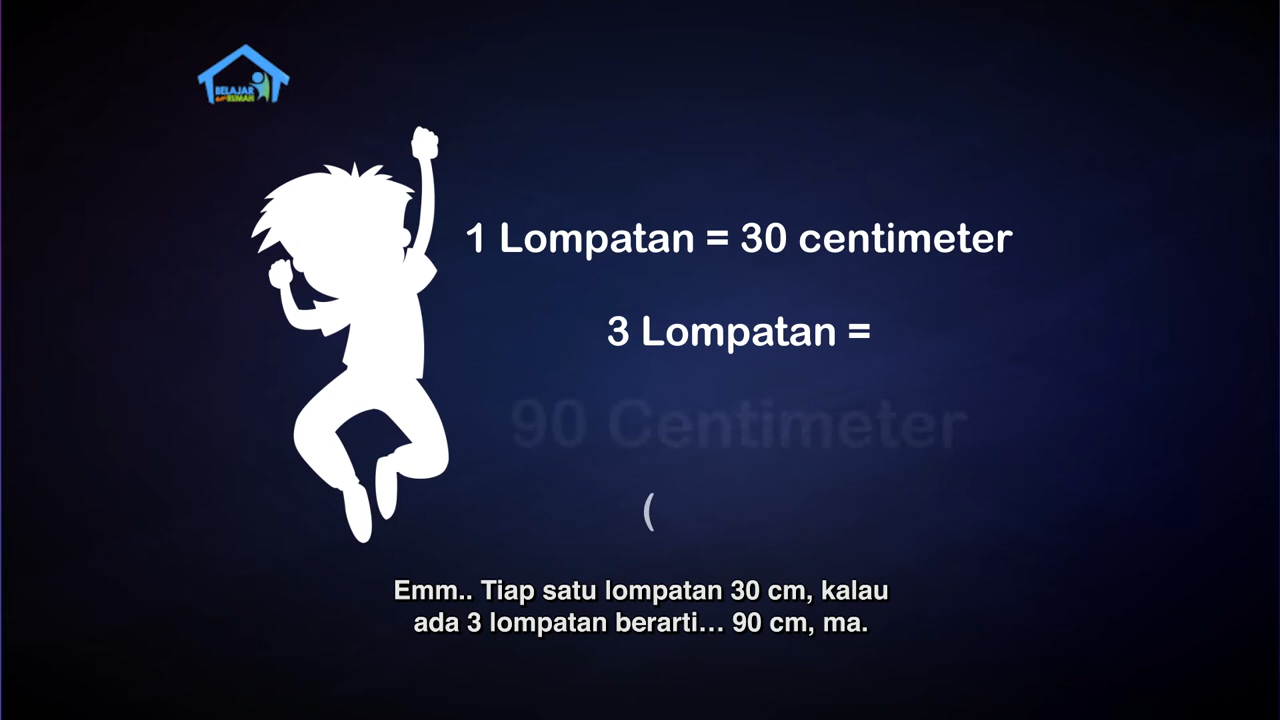 BELAJAR
dari RUMAH
1 Lompatan = 30 centimeter
3 Lompatan =
90 Centimeter
(
Emm.. Tiap satu lompatan 30 cm, kalau
ada 3 lompatan berarti... 90 cm, ma.